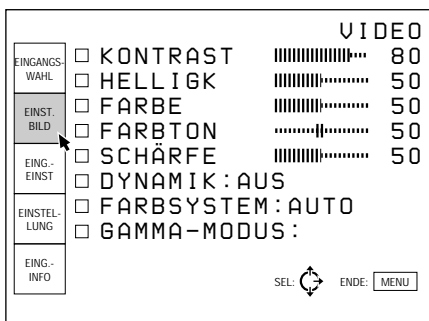 VIDEO
EINGANGS-
WAHL
EINST.
BILD
EING.-
EINST
EINSTEL-
LUNG
EING.-
INFO
KONTRAST 80
HELLIGK 50
FARBE 50
FARBTON 50
SCHÄRFE 50
DYNAMIK:AUS
FARBSYSTEM:AUTO
GAMMA-MODUS:
SEL: ENDE: MENU